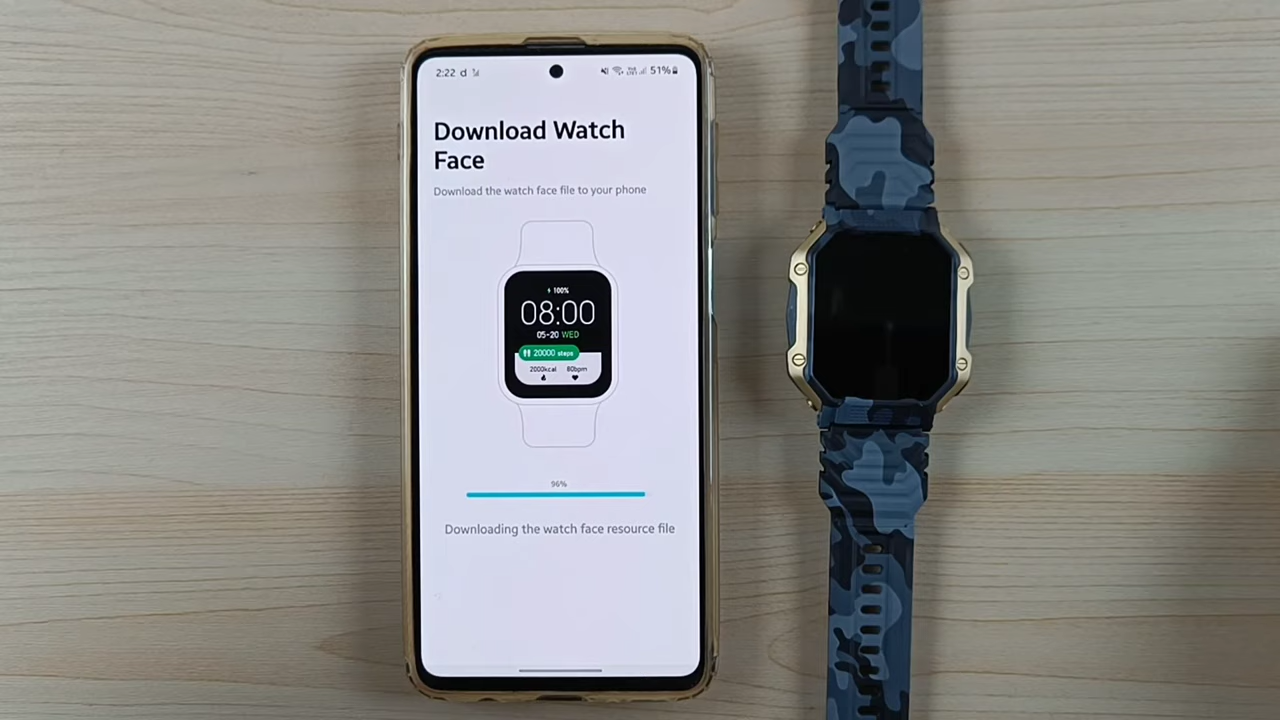 2:22 d
51%
Download Watch
Face
Download the watch face file to your phone
100%
08:00
05-20 WED
20000 steps
2000kcal 80bpm
96%
Downloading the watch face resource file